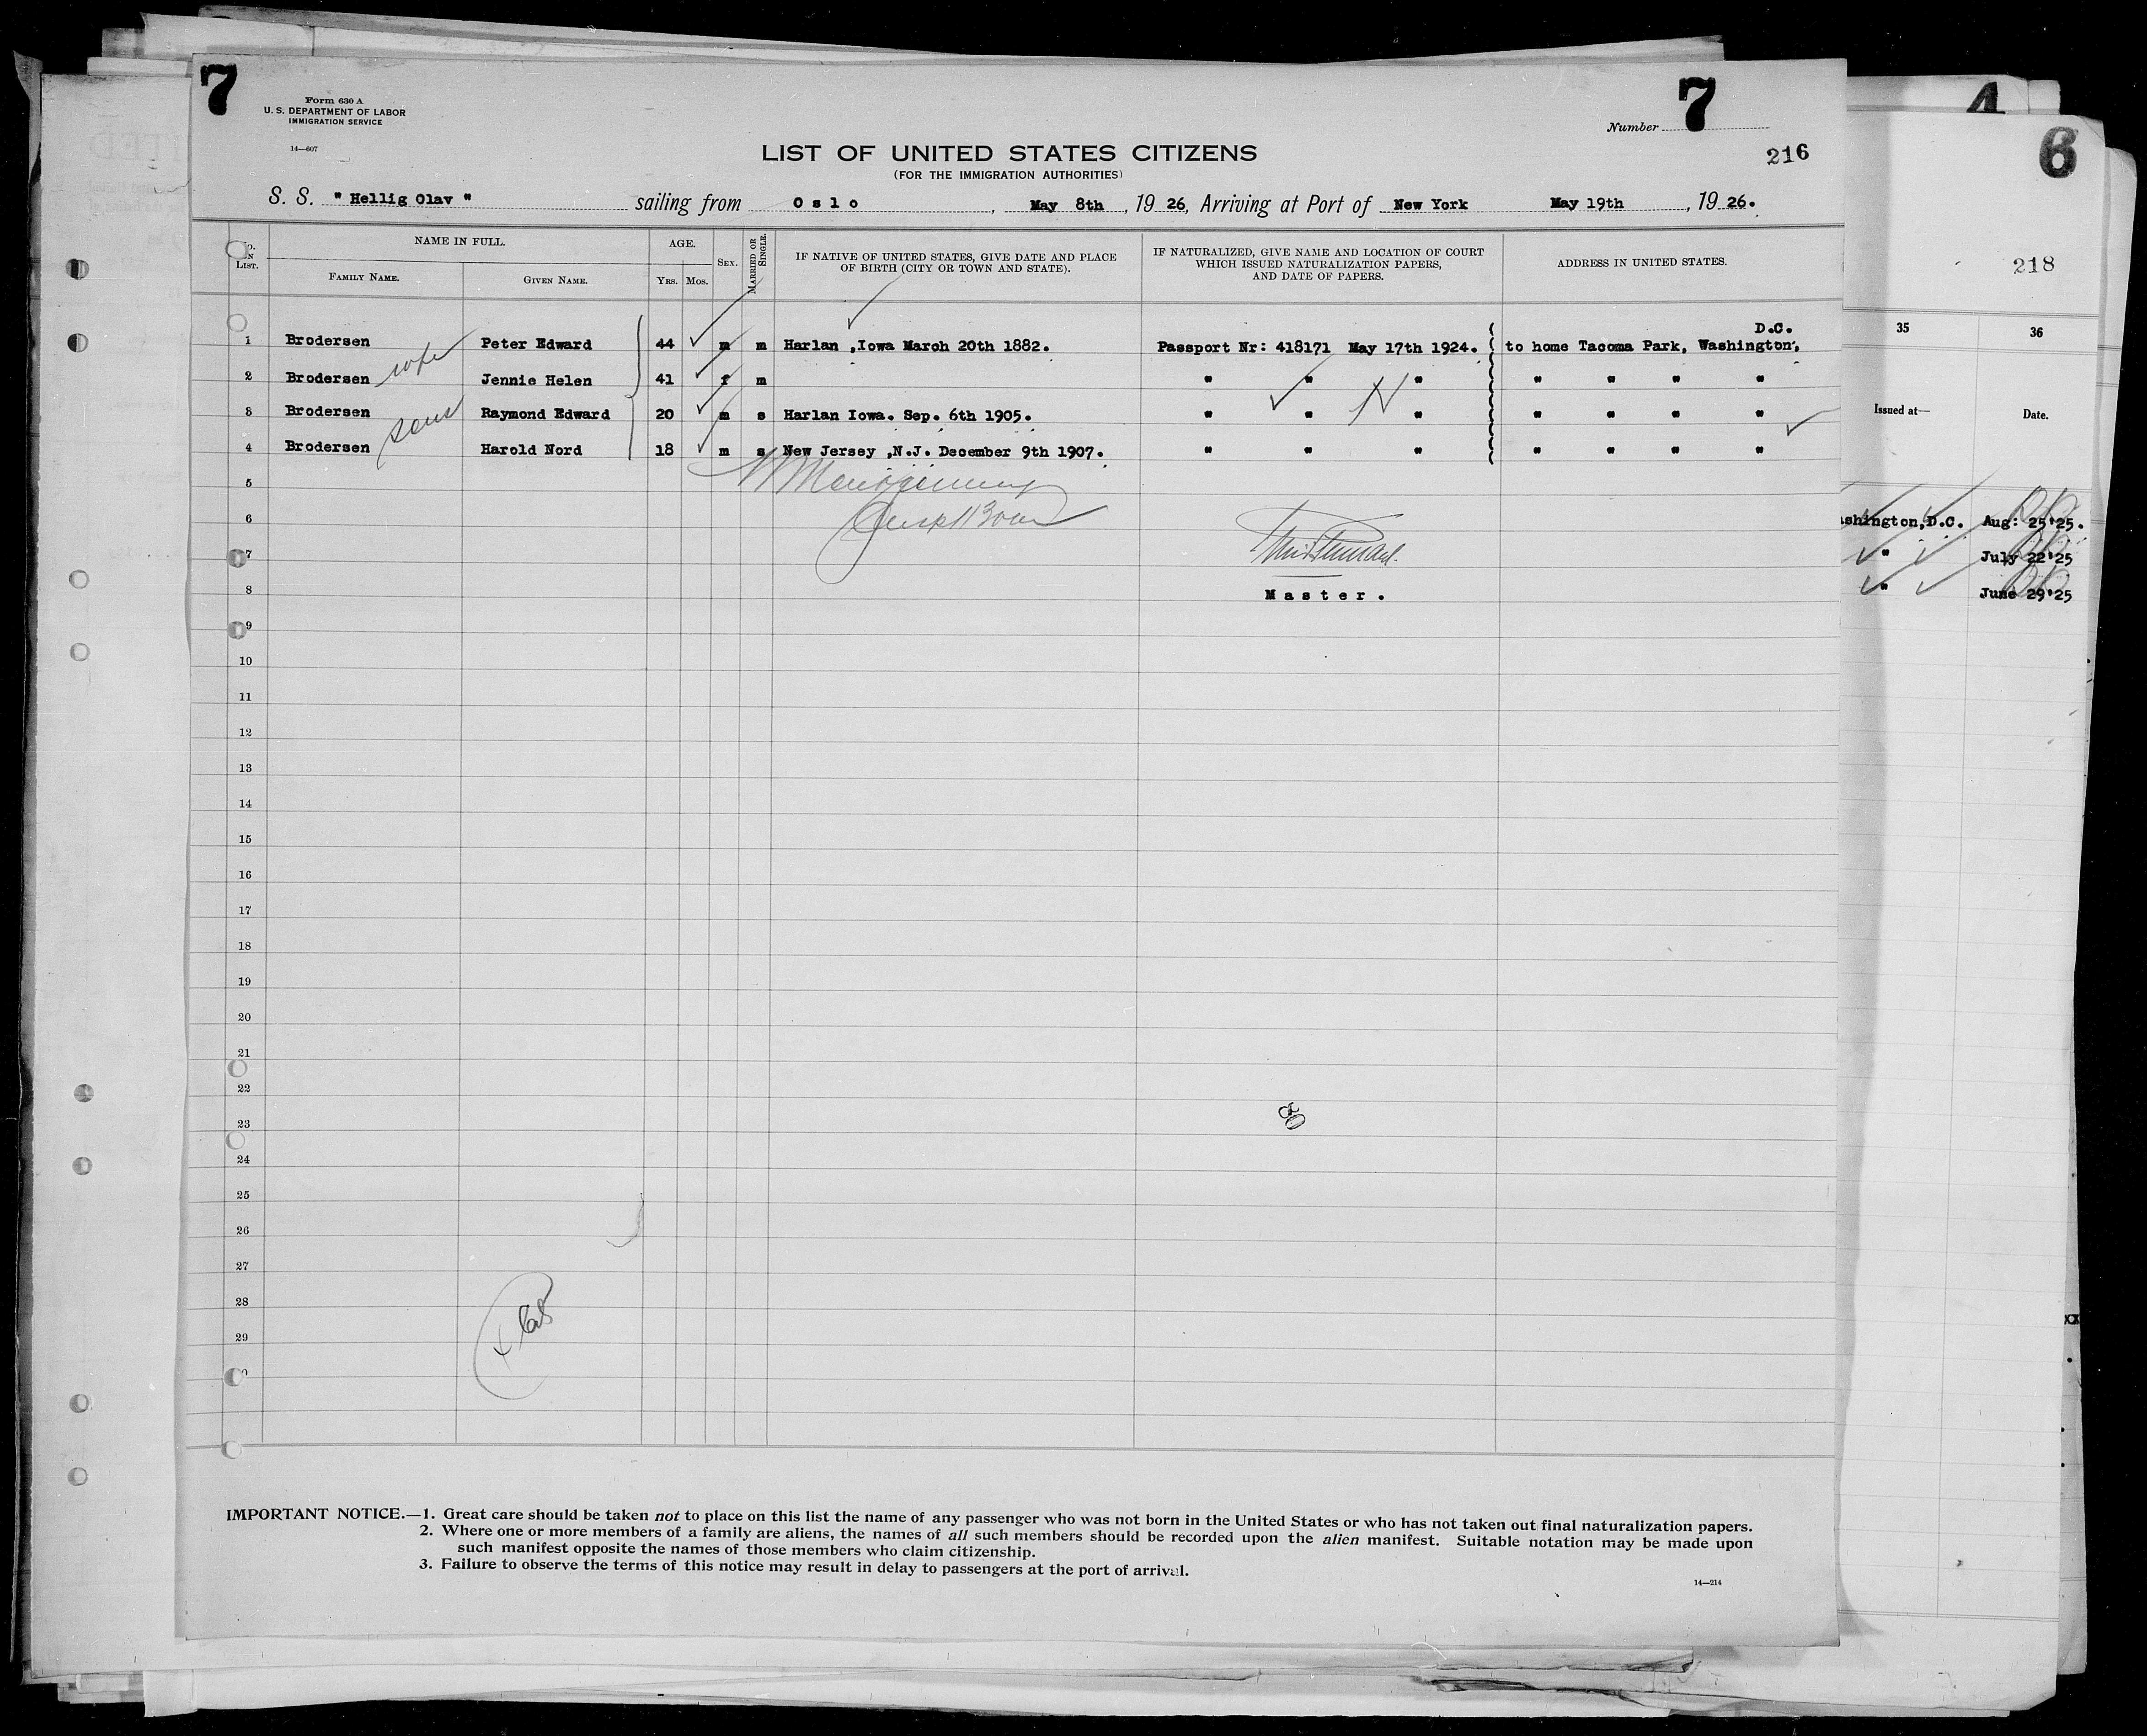 7
7
4
6
Form 630 A
U. S. DEPARTMENT OF LABOR
IMMIGRATION SERVICE
14—607
Number
LIST OF UNITED STATES CITIZENS
216
(FOR THE IMMIGRATION AUTHORITIES)
S. S. " Hellig Olav " sailing from Oslo, May 8th, 1926, Arriving at Port of New York May 19th, 1926.
218
NAME IN FULL. AGE.
LIST. FAMILY NAME. GIVEN NAME. YRS. MOS. SEX. MARRIED OR SINGLE.
IF NATIVE OF UNITED STATES, GIVE DATE AND PLACE
OF BIRTH (CITY OR TOWN AND STATE).
IF NATURALIZED, GIVE NAME AND LOCATION OF COURT
WHICH ISSUED NATURALIZATION PAPERS,
AND DATE OF PAPERS.
ADDRESS IN UNITED STATES.
35 36
Issued at— Date.
D.C.
1 Brodersen Peter Edward 44 m m Harlan ,Iowa March 20th 1882. Passport Nr: 418171 May 17th 1924. to home Tacoma Park, Washington,
2 Brodersen wife Jennie Helen 41 f m " " " " " " "
3 Brodersen sons Raymond Edward 20 m s Harlan Iowa. Sep. 6th 1905. " " " " " " "
4 Brodersen Harold Nord 18 m s New Jersey ,N.J. December 9th 1907. " " " " " " "
5
6
7
8 Master.
9
10
11
12
13
14
15
16
17
18
19
20
21
22
23
24
25
26
27
28
29
ashington,D.C. Aug: 25'25.
" July 22'25
" June 29'25
IMPORTANT NOTICE.—1. Great care should be taken not to place on this list the name of any passenger who was not born in the United States or who has not taken out final naturalization papers.
2. Where one or more members of a family are aliens, the names of all such members should be recorded upon the alien manifest. Suitable notation may be made upon
such manifest opposite the names of those members who claim citizenship.
3. Failure to observe the terms of this notice may result in delay to passengers at the port of arrival.
14—214